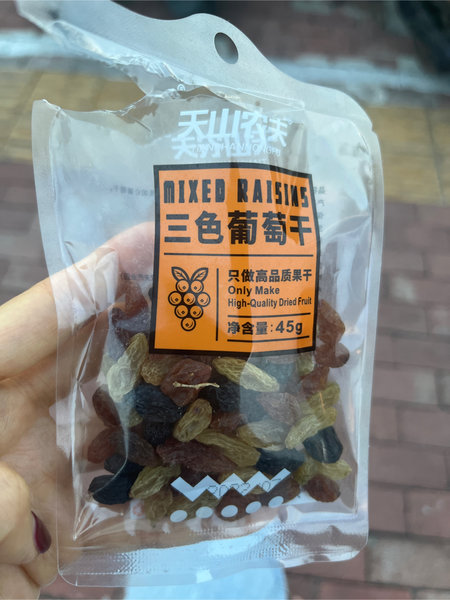 天山农夫
MIXED RAISINS
三色葡萄干
只做高品质果干
Only Make
High-Quality Dried Fruit
净含量:45g